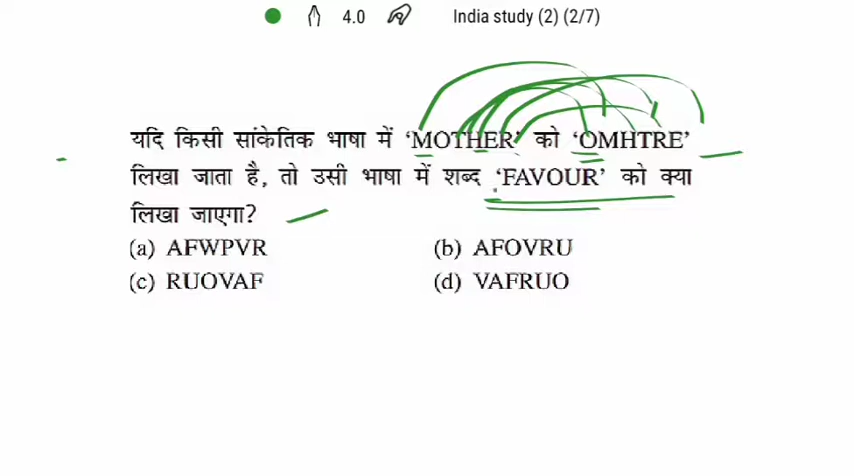 4.0 India study (2) (2/7)
यदि किसी सांकेतिक भाषा में 'MOTHER' को 'OMHTRE'
लिखा जाता है, तो उसी भाषा में शब्द 'FAVOUR' को क्या
लिखा जाएगा?
(a) AFWPVR (b) AFOVRU
(c) RUOVAF (d) VAFRUO